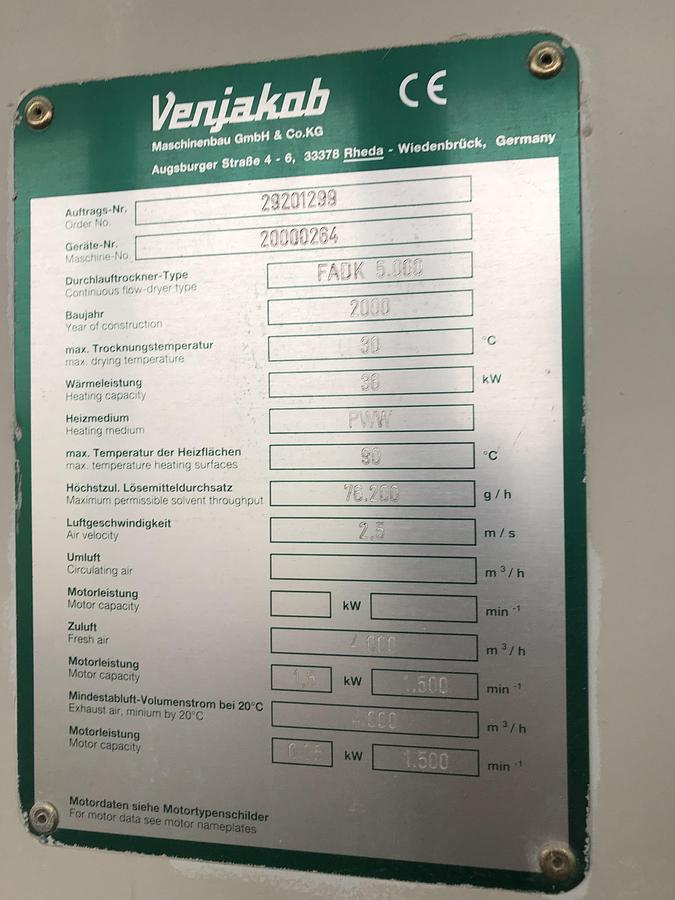 Venjakob CE
Maschinenbau GmbH & Co.KG
Augsburger Straße 4 - 6, 33378 Rheda - Wiedenbrück, Germany
Auftrags-Nr. 29201299
Order No.
Geräte-Nr. 20000264
Maschine-No.
Durchlauftrockner-Type FADK 5.000
Continuous flow-dryer type
Baujahr 2000
Year of construction
max. Trocknungstemperatur °C
max. drying temperature
Wärmeleistung kW
Heating capacity
Heizmedium PWW
Heating medium
max. Temperatur der Heizflächen °C
max. temperature heating surfaces
Höchstzul. Lösemitteldurchsatz 76.200 g/h
Maximum permissible solvent throughput
Luftgeschwindigkeit 2,5 m/s
Air velocity
Umluft m³/h
Circulating air
Motorleistung kW min⁻¹
Motor capacity
Zuluft m³/h
Fresh air
Motorleistung kW 1.500 min⁻¹
Motor capacity
Mindestabluft-Volumenstrom bei 20°C m³/h
Exhaust air, minium by 20°C
Motorleistung kW 1.500 min⁻¹
Motor capacity
Motordaten siehe Motortypenschilder
For motor data see motor nameplates